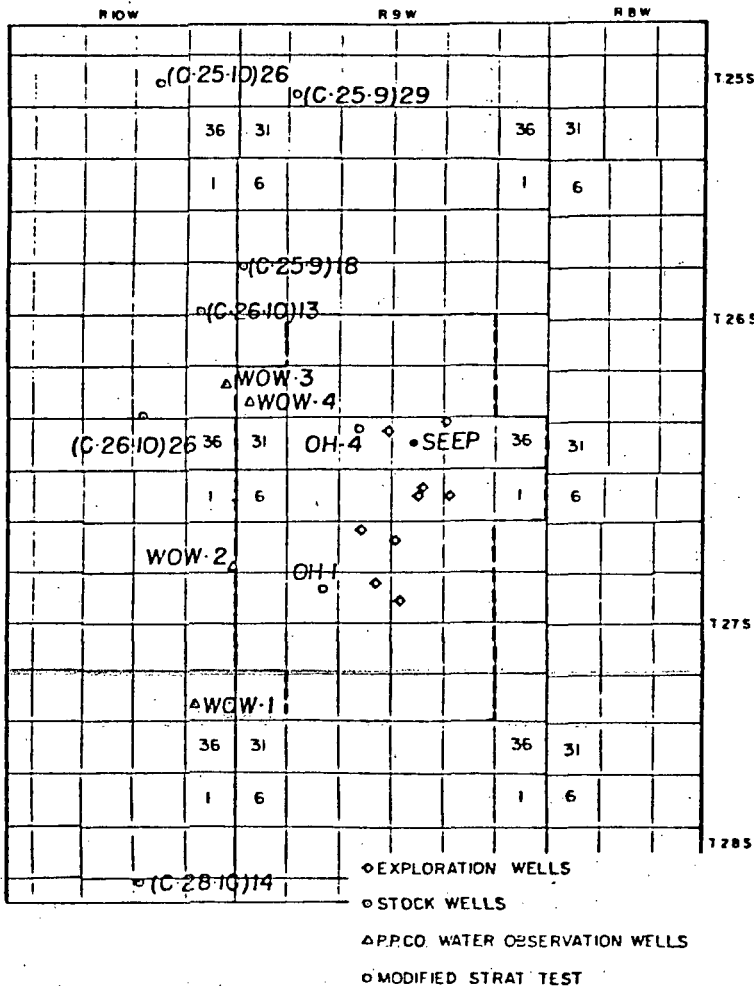 R10W R9W R8W
(C-25-10)26
T25S
(C-25-9)29
36 31 36 31
1 6 1 6
(C-25-9)18
(C-26-10)13
T26S
WOW-3
WOW-4
(C-26-10)26 36 31 OH-4 SEEP 36 31
1 6 1 6
WOW-2
OH-1
T27S
WOW-1
36 31 36 31
1 6 1 6
T28S
(C-28-10)14
EXPLORATION WELLS
STOCK WELLS
P.P.CO. WATER OBSERVATION WELLS
MODIFIED STRAT TEST